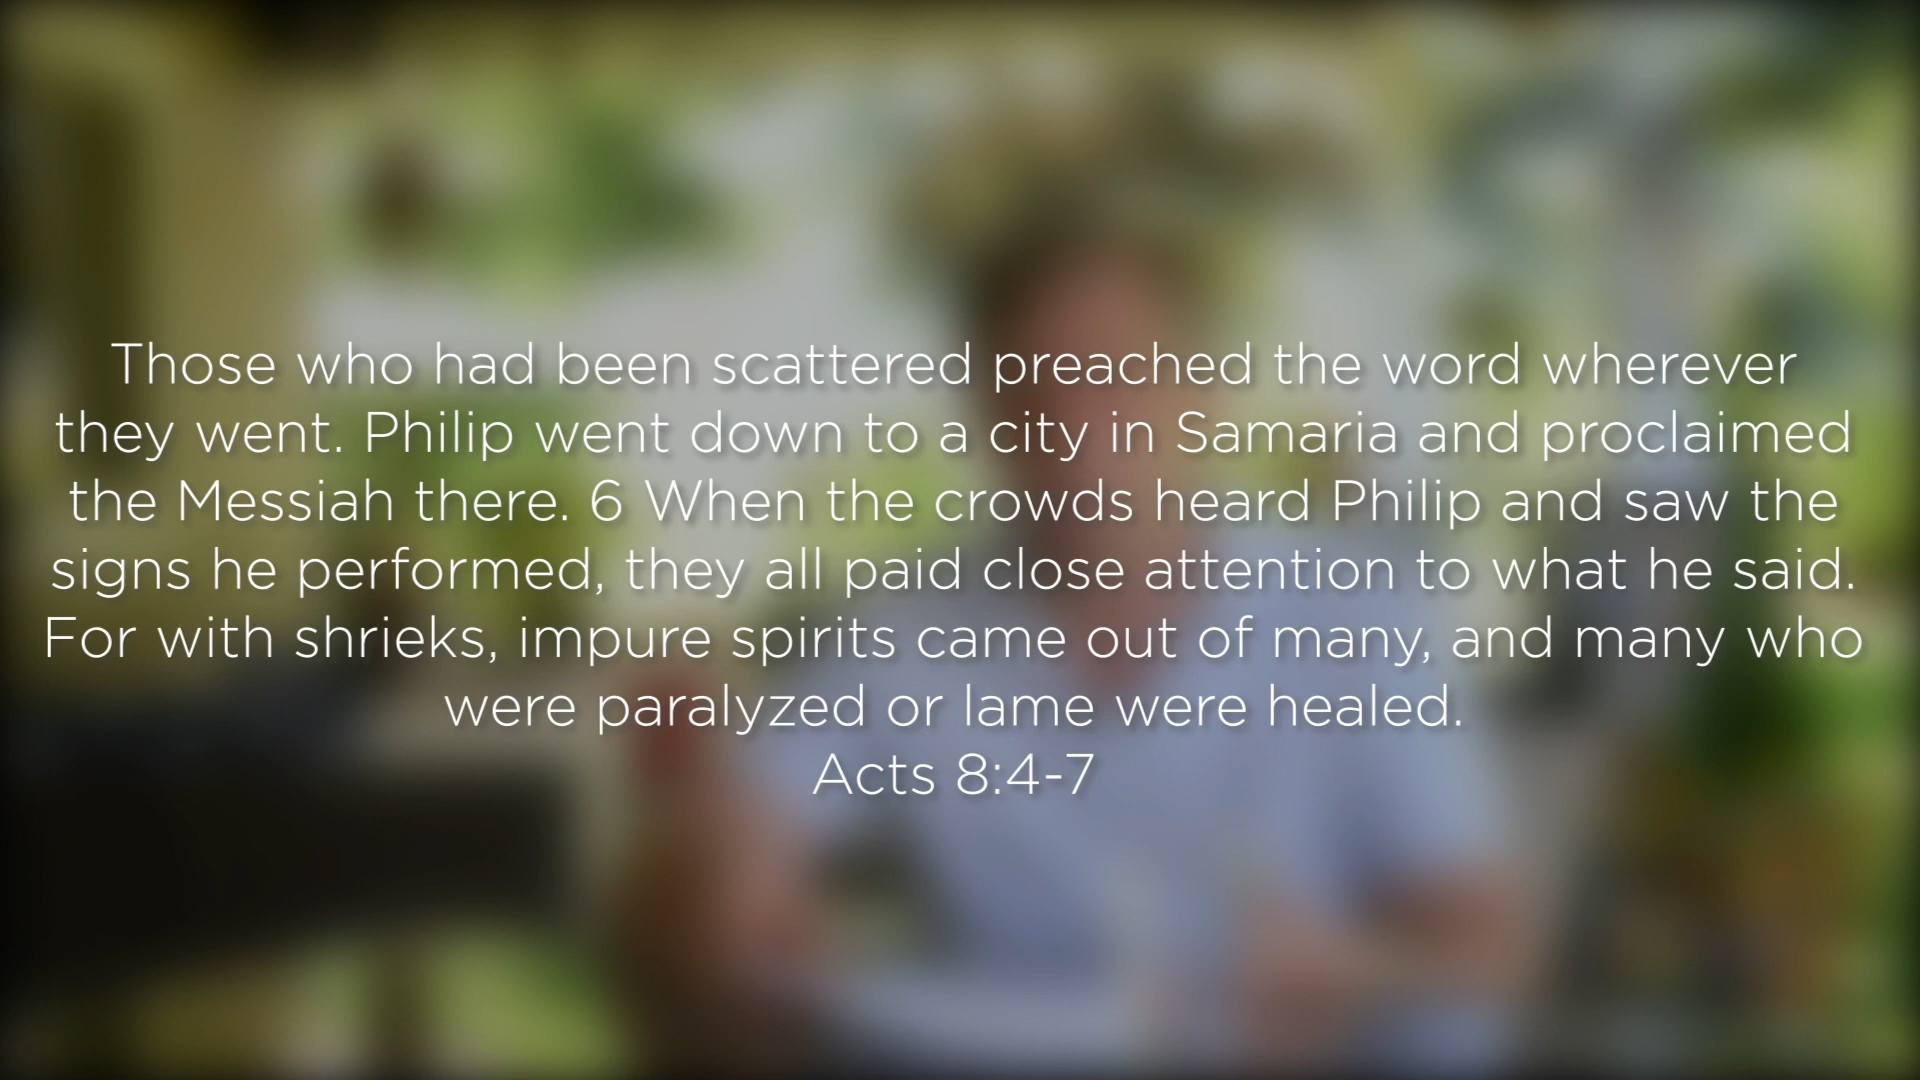 Those who had been scattered preached the word wherever
they went. Philip went down to a city in Samaria and proclaimed
the Messiah there. 6 When the crowds heard Philip and saw the
signs he performed, they all paid close attention to what he said.
For with shrieks, impure spirits came out of many, and many who
were paralyzed or lame were healed.
Acts 8:4-7